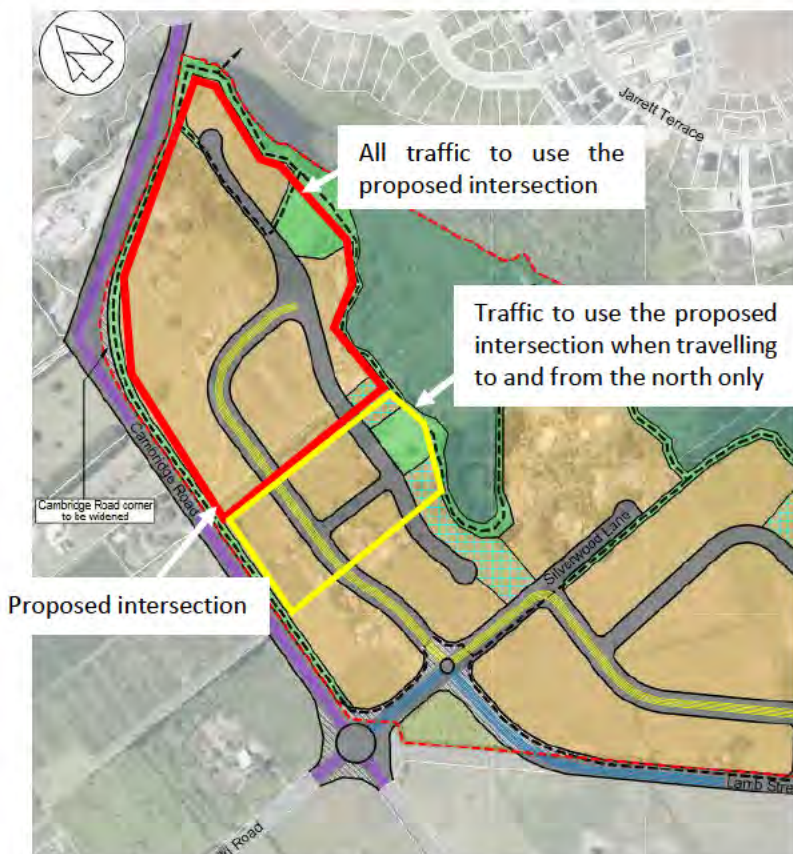 Jarrett Terrace
All traffic to use the
proposed intersection
Traffic to use the proposed
intersection when travelling
to and from the north only
Cambridge Road
Cambridge Road corner
to be widened
Proposed intersection
Silverwood Lane
Lamb Stre
Road